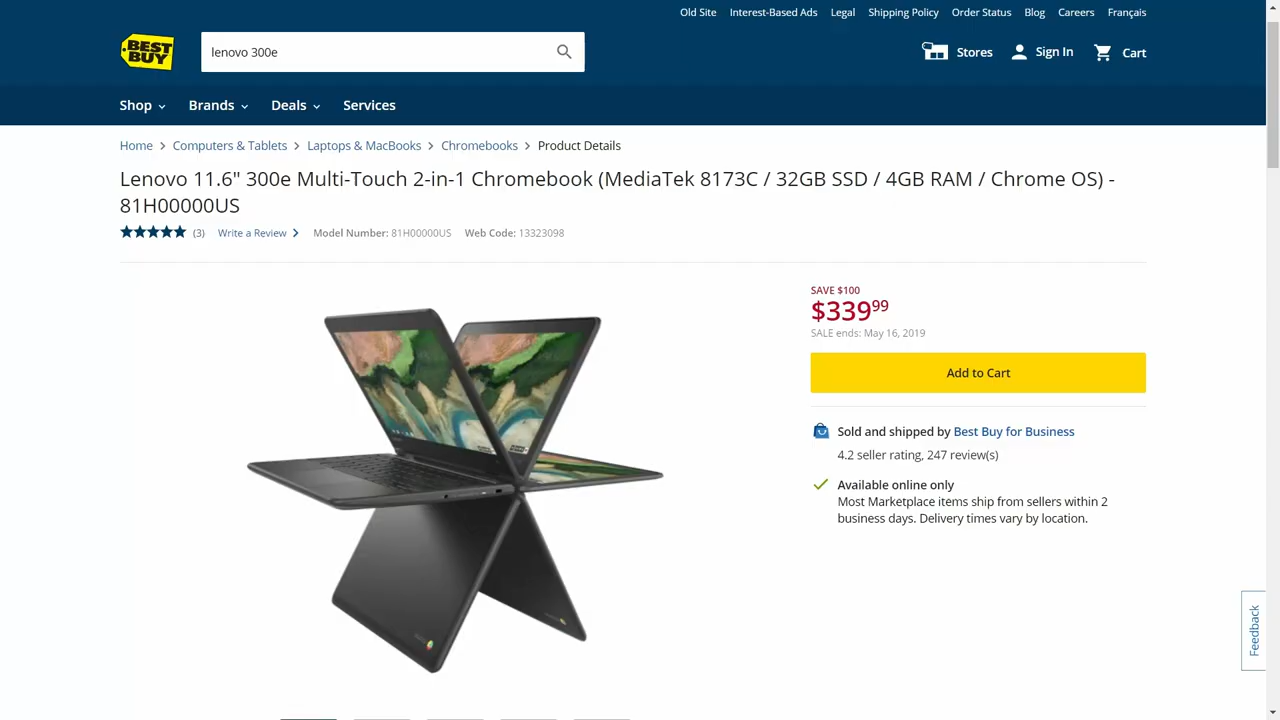 Old Site Interest-Based Ads Legal Shipping Policy Order Status Blog Careers Français
BEST BUY
lenovo 300e
Stores Sign In Cart
Shop Brands Deals Services
Home > Computers & Tablets > Laptops & MacBooks > Chromebooks > Product Details
Lenovo 11.6" 300e Multi-Touch 2-in-1 Chromebook (MediaTek 8173C / 32GB SSD / 4GB RAM / Chrome OS) -
81H00000US
(3) Write a Review > Model Number: 81H00000US Web Code: 13323098
SAVE $100
$339 99
SALE ends: May 16, 2019
Add to Cart
Sold and shipped by Best Buy for Business
4.2 seller rating, 247 review(s)
Available online only
Most Marketplace items ship from sellers within 2
business days. Delivery times vary by location.
Feedback